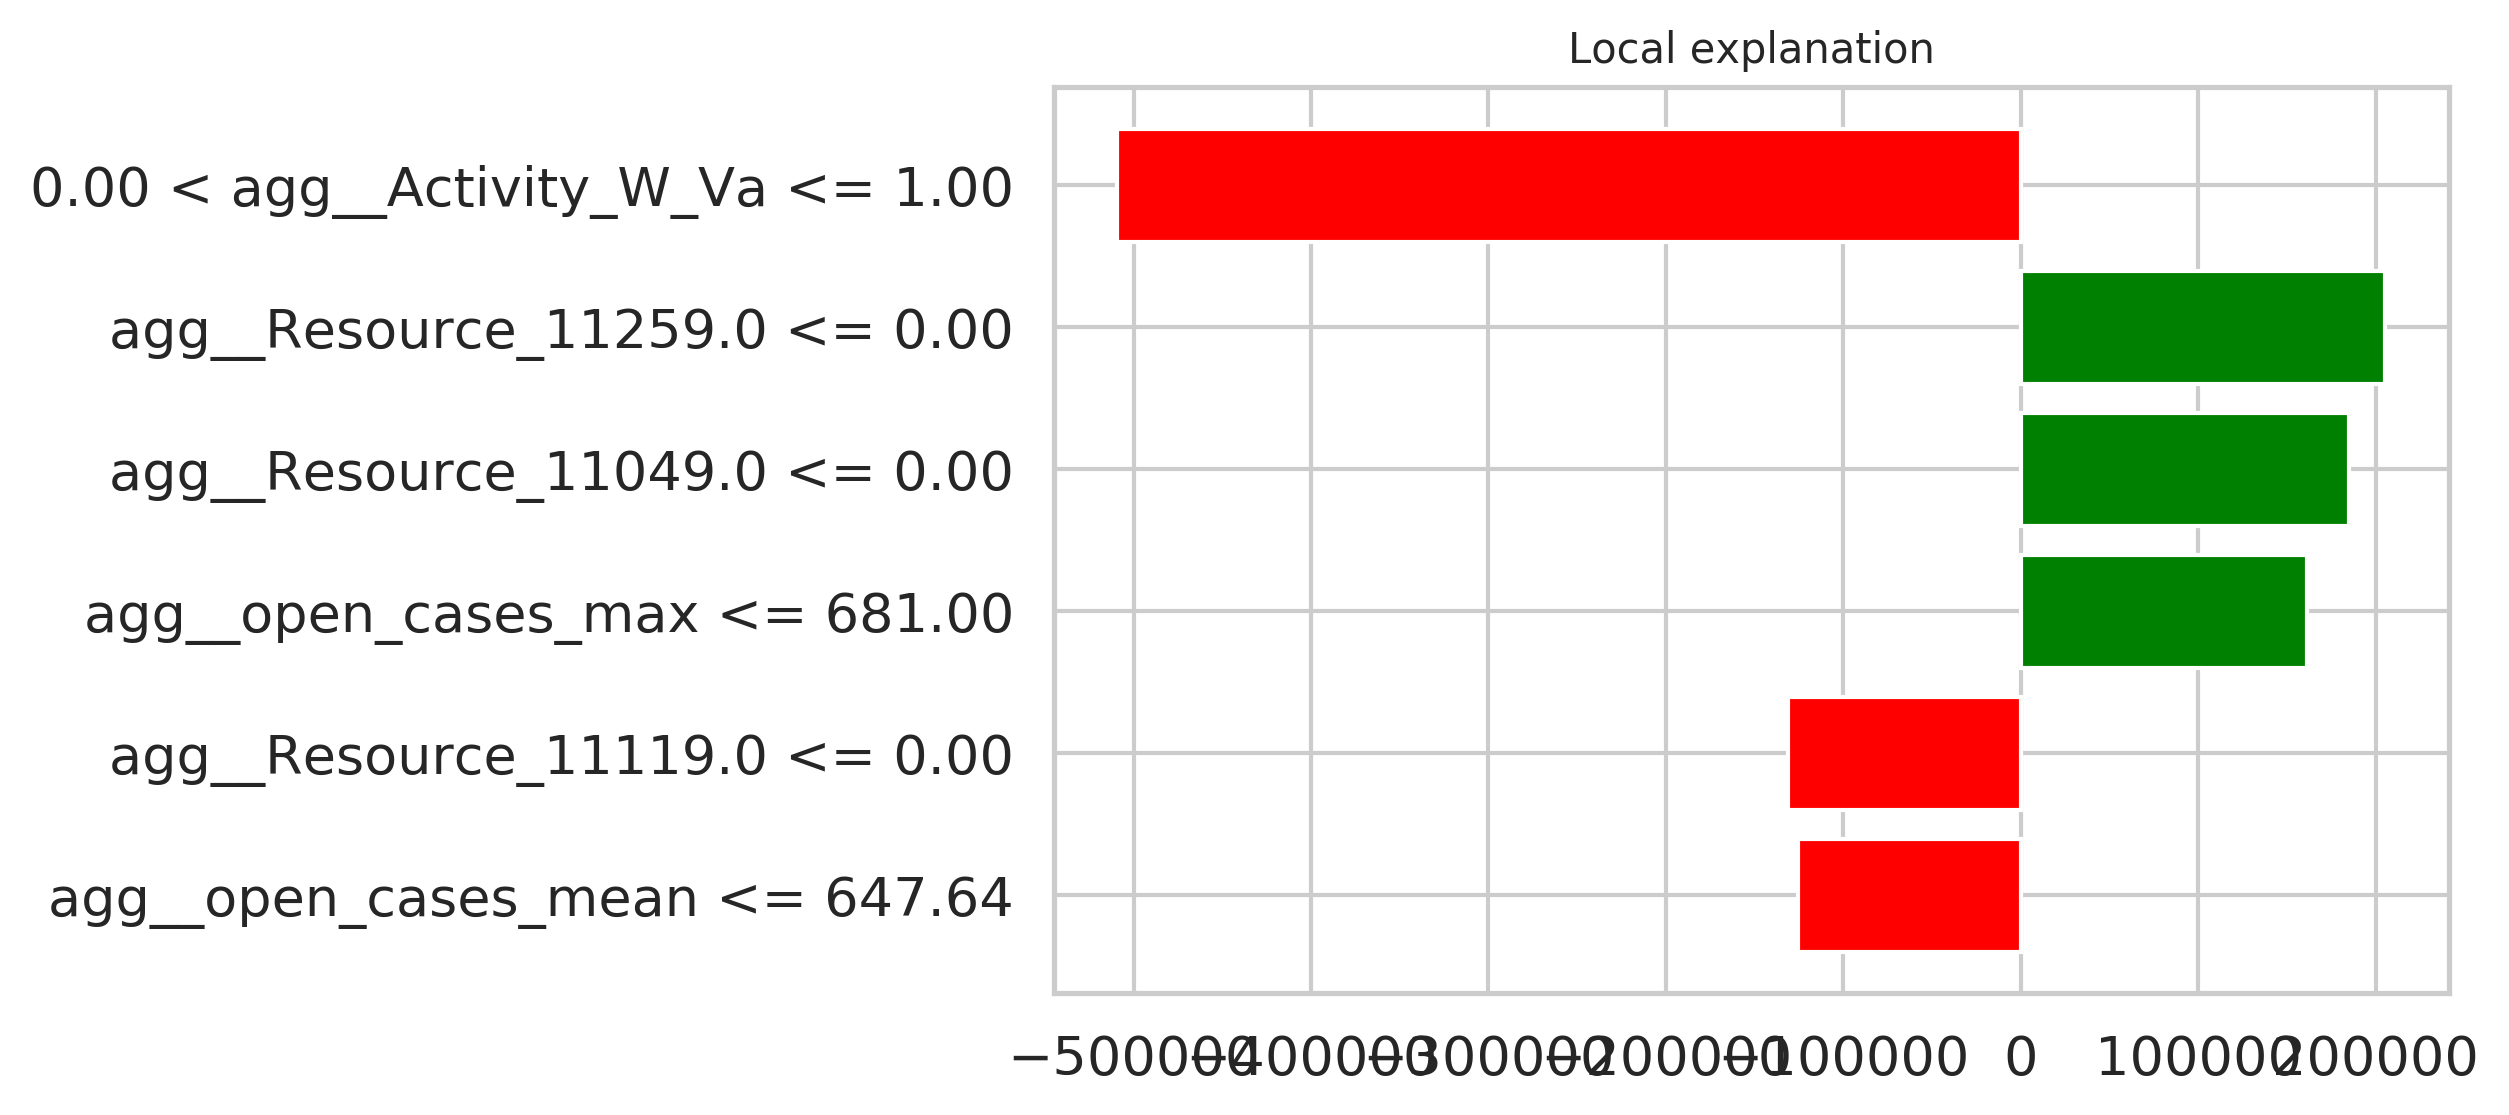 Local explanation
0.00 < agg__Activity_W_Va <= 1.00
agg__Resource_11259.0 <= 0.00
agg__Resource_11049.0 <= 0.00
agg__open_cases_max <= 681.00
agg__Resource_11119.0 <= 0.00
agg__open_cases_mean <= 647.64
−500000 −400000 −300000 −200000 −100000 0 100000 200000